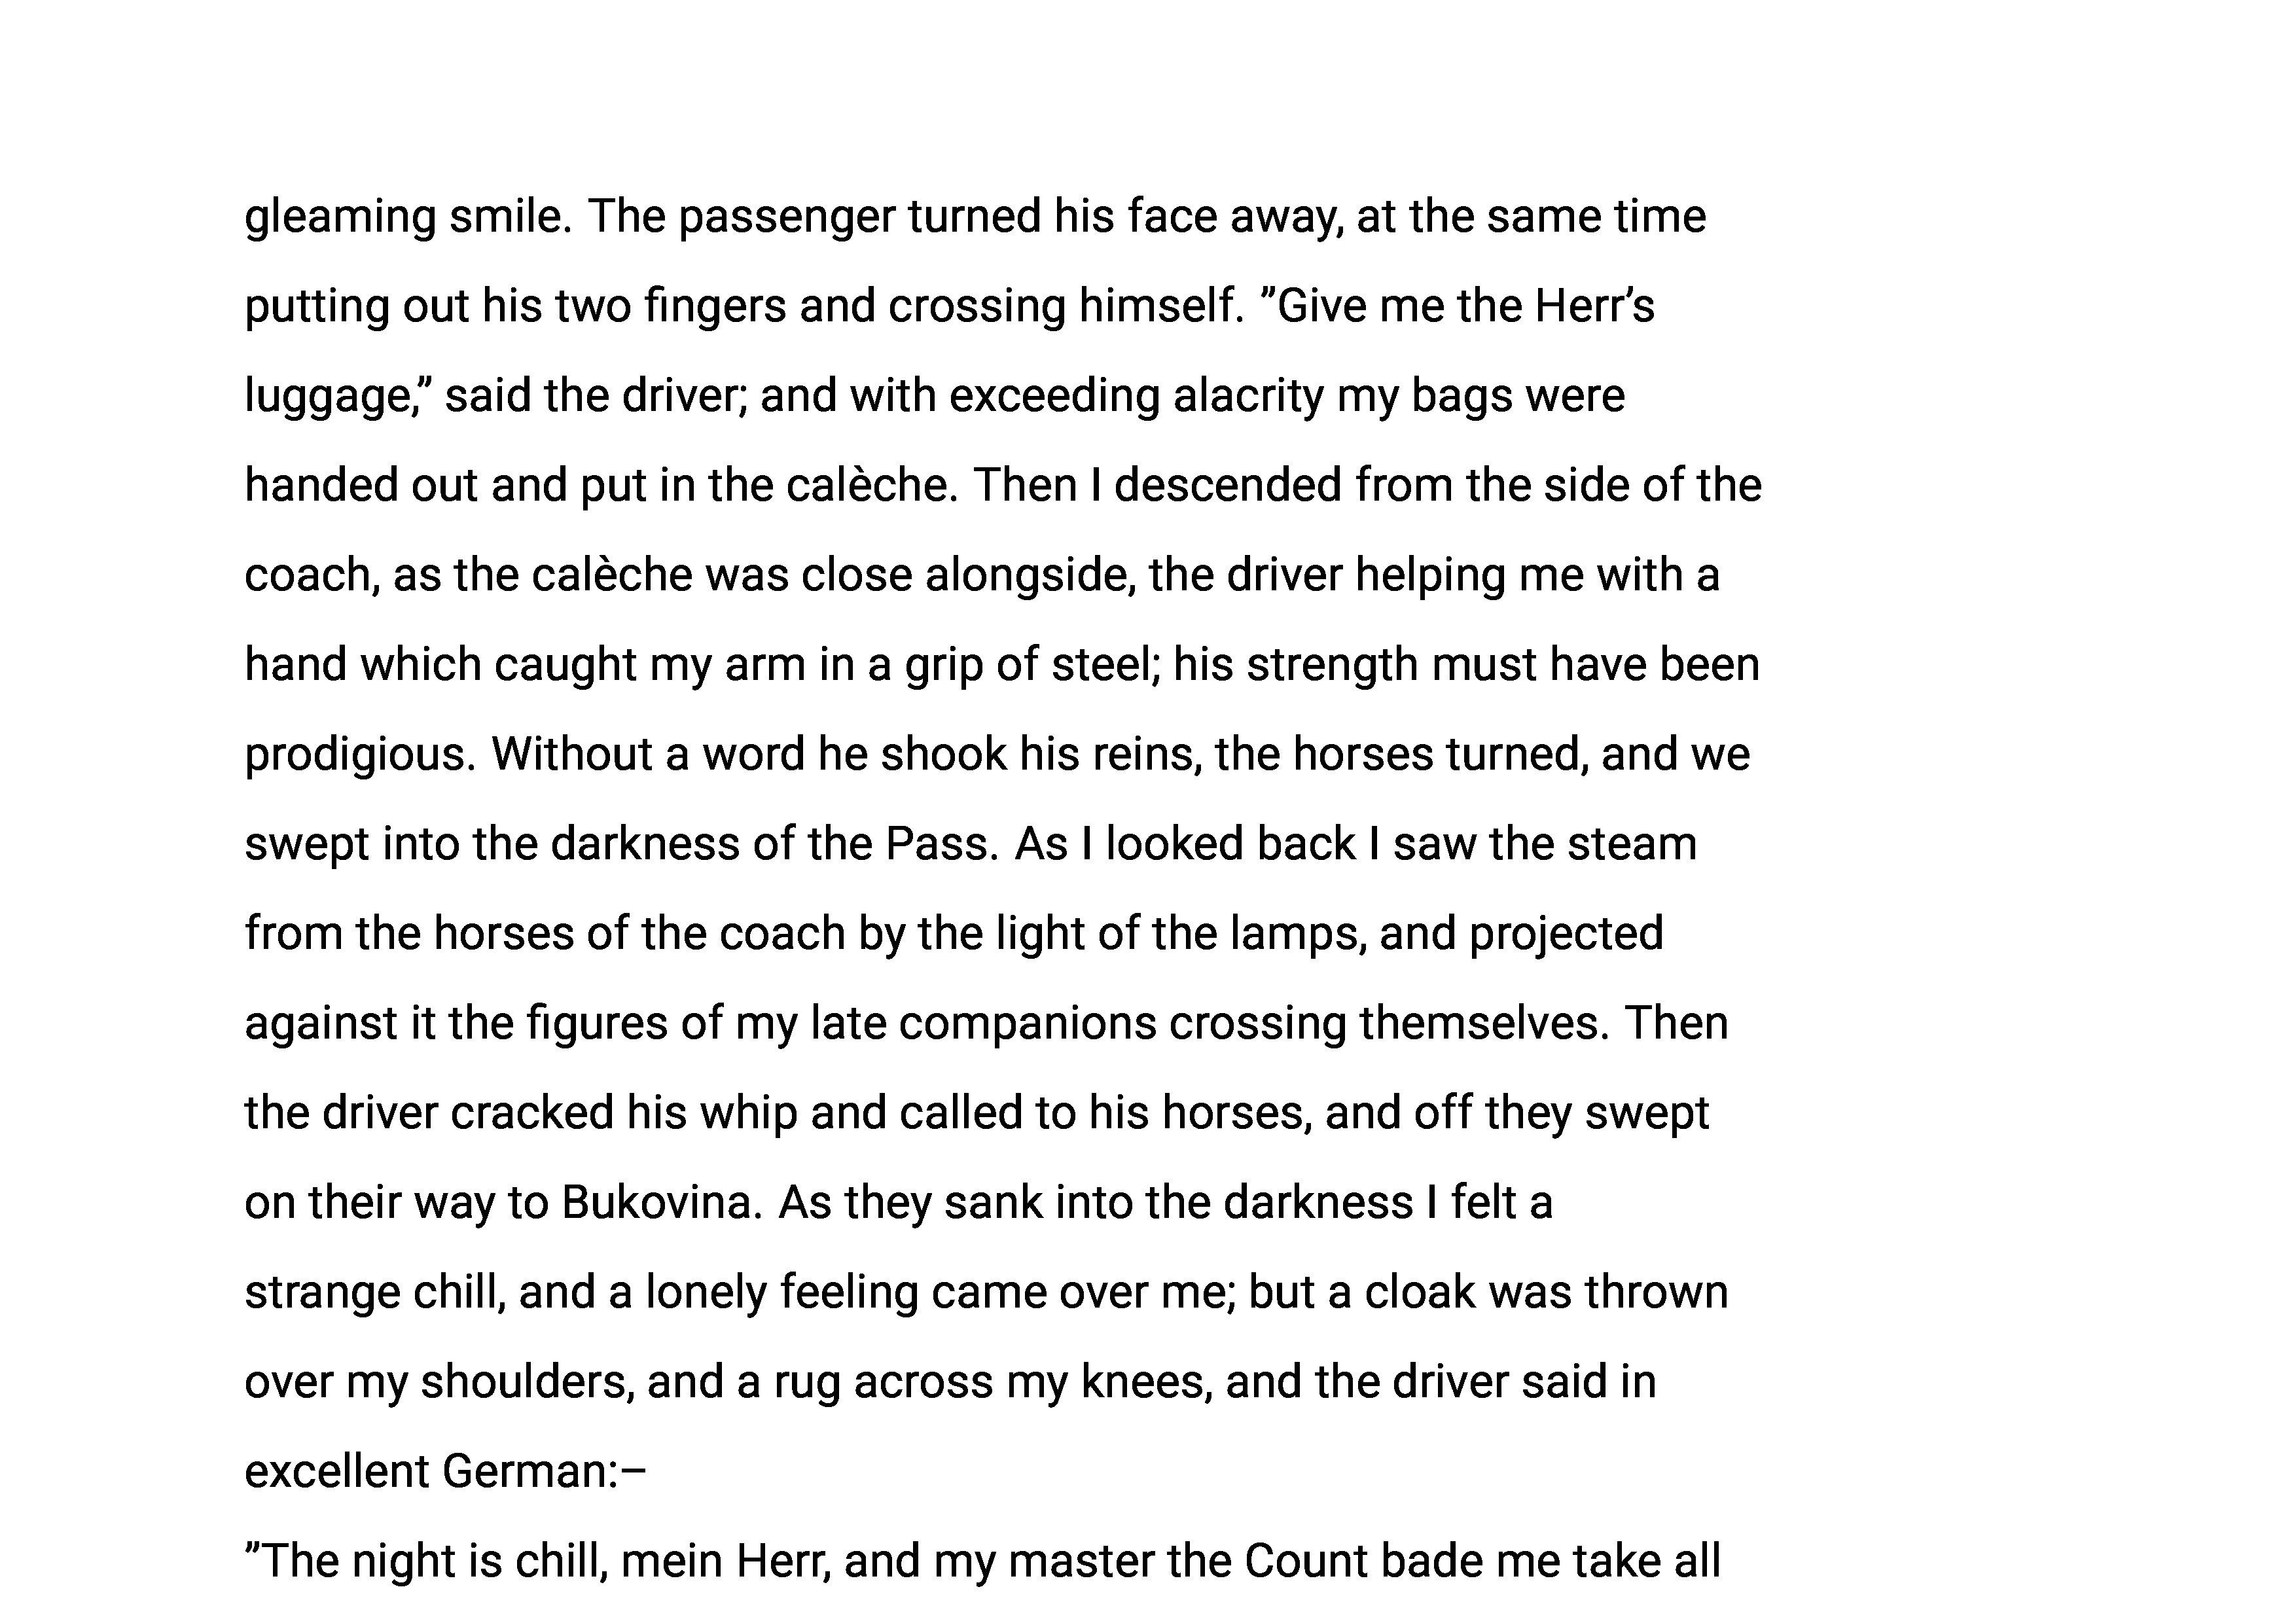 gleaming smile. The passenger turned his face away, at the same time
putting out his two fingers and crossing himself. ”Give me the Herr’s
luggage,” said the driver; and with exceeding alacrity my bags were
handed out and put in the calèche. Then I descended from the side of the
coach, as the calèche was close alongside, the driver helping me with a
hand which caught my arm in a grip of steel; his strength must have been
prodigious. Without a word he shook his reins, the horses turned, and we
swept into the darkness of the Pass. As I looked back I saw the steam
from the horses of the coach by the light of the lamps, and projected
against it the figures of my late companions crossing themselves. Then
the driver cracked his whip and called to his horses, and off they swept
on their way to Bukovina. As they sank into the darkness I felt a
strange chill, and a lonely feeling came over me; but a cloak was thrown
over my shoulders, and a rug across my knees, and the driver said in
excellent German:–
”The night is chill, mein Herr, and my master the Count bade me take all